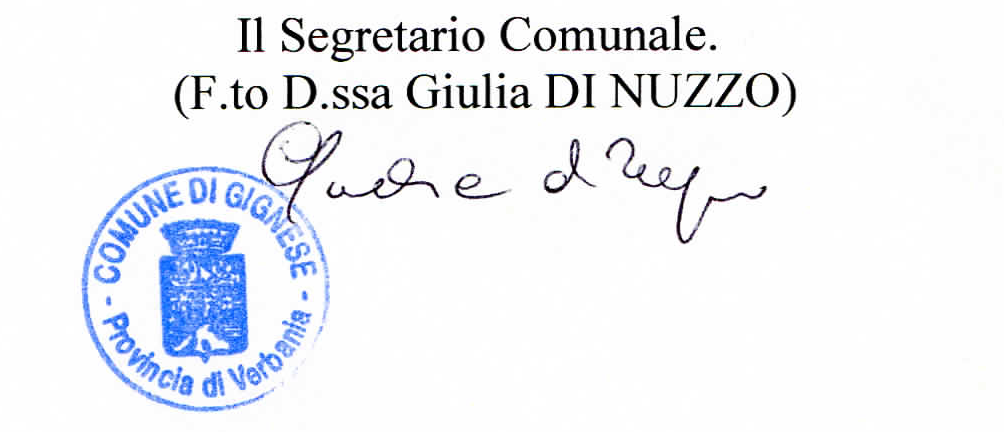 Il Segretario Comunale.
(F.to D.ssa Giulia DI NUZZO)
COMUNE DI GIGNESE
- Provincia di Verbania -